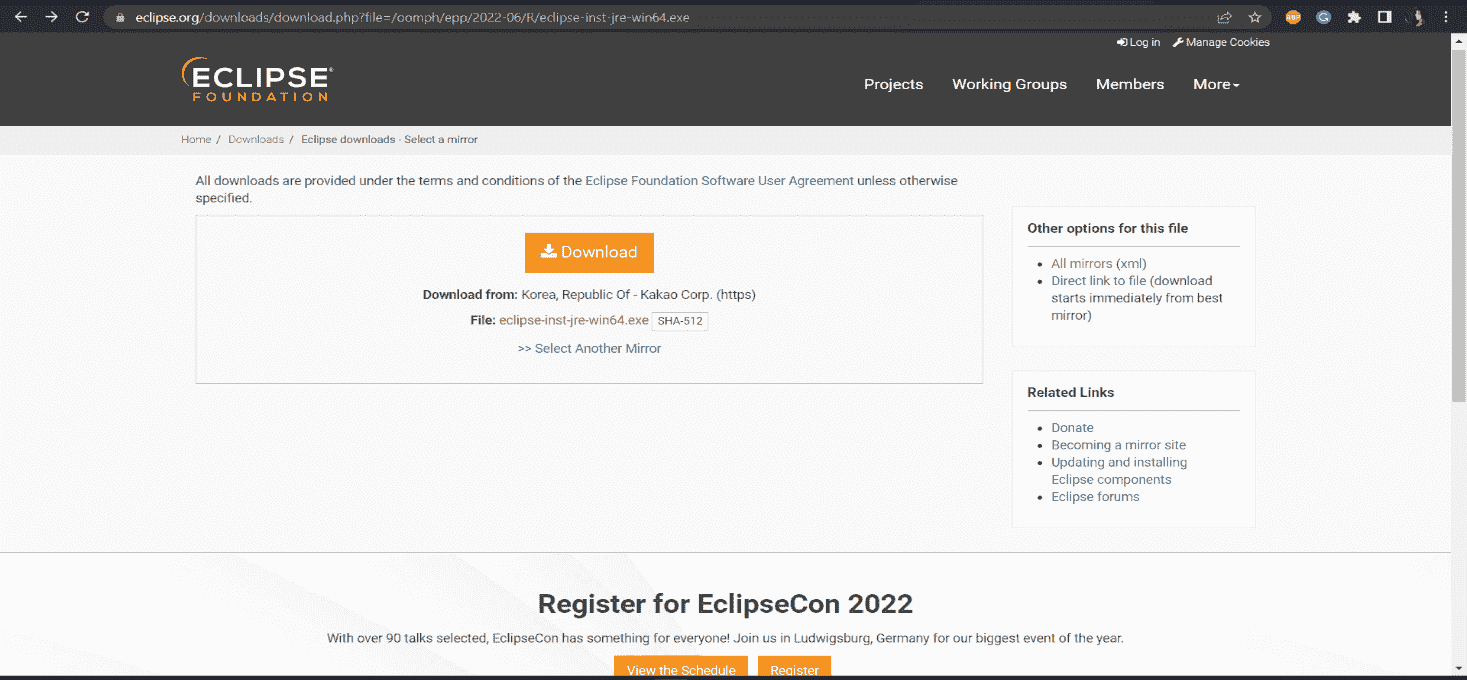 eclipse.org/downloads/download.php?file=/oomph/epp/2022-06/R/eclipse-inst-jre-win64.exe
ABP
Log in Manage Cookies
ECLIPSE®
FOUNDATION
Projects Working Groups Members More
Home / Downloads / Eclipse downloads - Select a mirror
All downloads are provided under the terms and conditions of the Eclipse Foundation Software User Agreement unless otherwise
specified.
Download
Download from: Korea, Republic Of - Kakao Corp. (https)
File: eclipse-inst-jre-win64.exe SHA-512
>> Select Another Mirror
Other options for this file
All mirrors (xml)
Direct link to file (download
starts immediately from best
mirror)
Related Links
Donate
Becoming a mirror site
Updating and installing
Eclipse components
Eclipse forums
Register for EclipseCon 2022
With over 90 talks selected, EclipseCon has something for everyone! Join us in Ludwigsburg, Germany for our biggest event of the year.
View the Schedule Register